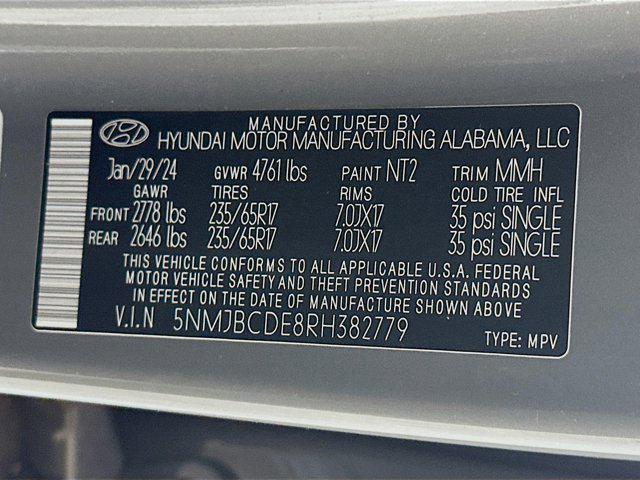 MANUFACTURED BY
HYUNDAI MOTOR MANUFACTURING ALABAMA, LLC
Jan/29/24 GVWR 4761 lbs PAINT NT2 TRIM MMH
GAWR TIRES RIMS COLD TIRE INFL
FRONT 2778 lbs 235/65R17 7.0JX17 35 psi SINGLE
REAR 2646 lbs 235/65R17 7.0JX17 35 psi SINGLE
THIS VEHICLE CONFORMS TO ALL APPLICABLE U.S.A. FEDERAL
MOTOR VEHICLE SAFETY AND THEFT PREVENTION STANDARDS
IN EFFECT ON THE DATE OF MANUFACTURE SHOWN ABOVE
V.I.N 5NMJBCDE8RH382779 TYPE: MPV